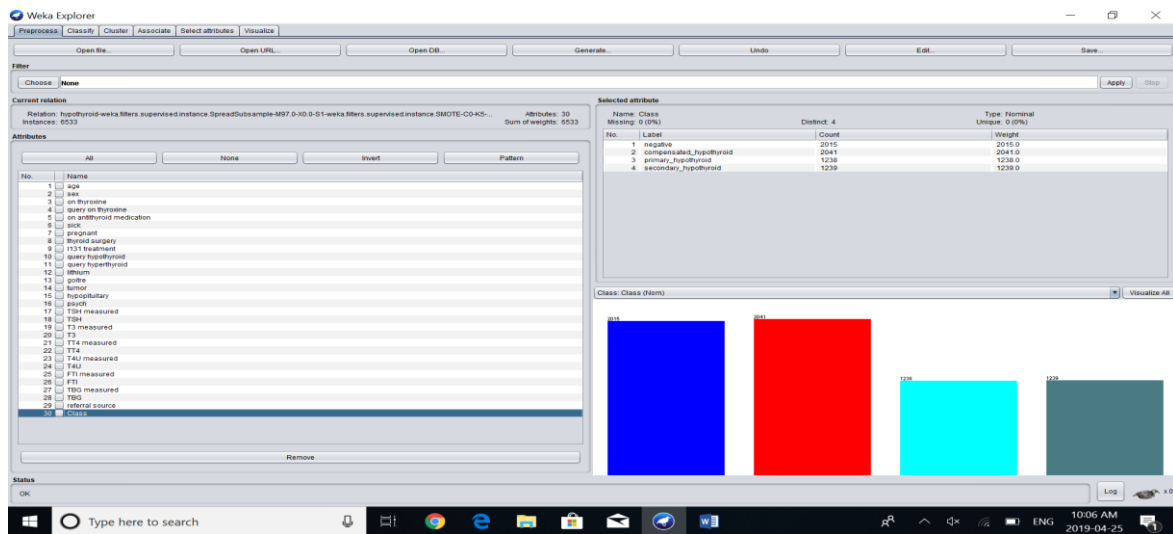 Weka Explorer
Preprocess Classify Cluster Associate Select attributes Visualize
Open file... Open URL... Open DB... Generate... Undo Edit... Save...
Filter
Choose None Apply Stop
Current relation
Relation: hypothyroid-weka.filters.supervised.instance.SpreadSubsample-M97.0-X0.0-S1-weka.filters.supervised.instance.SMOTE-C0-K5-... Attributes: 30
Instances: 6533 Sum of weights: 6533
Attributes
All None Invert Pattern
No. Name
1 age
2 sex
3 on thyroxine
4 query on thyroxine
5 on antithyroid medication
6 sick
7 pregnant
8 thyroid surgery
9 I131 treatment
10 query hypothyroid
11 query hyperthyroid
12 lithium
13 goitre
14 tumor
15 hypopituitary
16 psych
17 TSH measured
18 TSH
19 T3 measured
20 T3
21 TT4 measured
22 TT4
23 T4U measured
24 T4U
25 FTI measured
26 FTI
27 TBG measured
28 TBG
29 referral source
30 Class
Remove
Selected attribute
Name: Class Type: Nominal
Missing: 0 (0%) Distinct: 4 Unique: 0 (0%)
No. Label Count Weight
1 negative 2015 2015.0
2 compensated_hypothyroid 2041 2041.0
3 primary_hypothyroid 1238 1238.0
4 secondary_hypothyroid 1239 1239.0
Class: Class (Nom) Visualize All
2015 2041 1238 1239
Status
OK Log x 0
Type here to search ENG 10:06 AM
2019-04-25